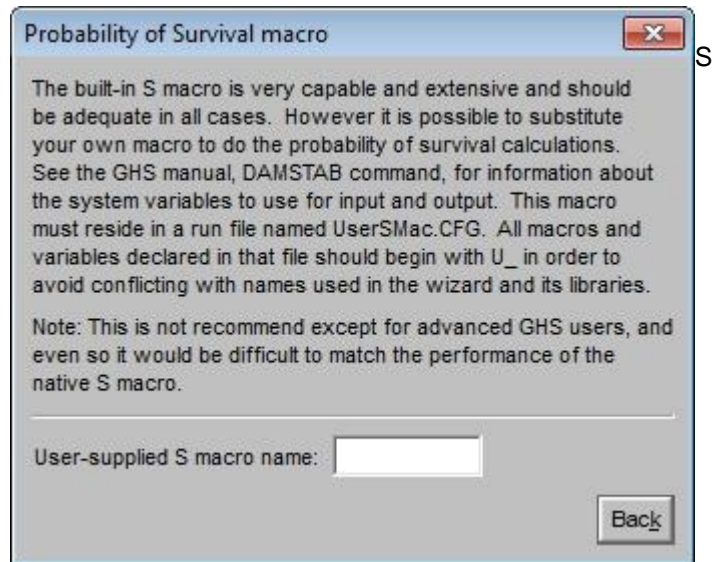 Probability of Survival macro
S
The built-in S macro is very capable and extensive and should
be adequate in all cases. However it is possible to substitute
your own macro to do the probability of survival calculations.
See the GHS manual, DAMSTAB command, for information about
the system variables to use for input and output. This macro
must reside in a run file named UserSMac.CFG. All macros and
variables declared in that file should begin with U_ in order to
avoid conflicting with names used in the wizard and its libraries.
Note: This is not recommend except for advanced GHS users, and
even so it would be difficult to match the performance of the
native S macro.
User-supplied S macro name:
Back